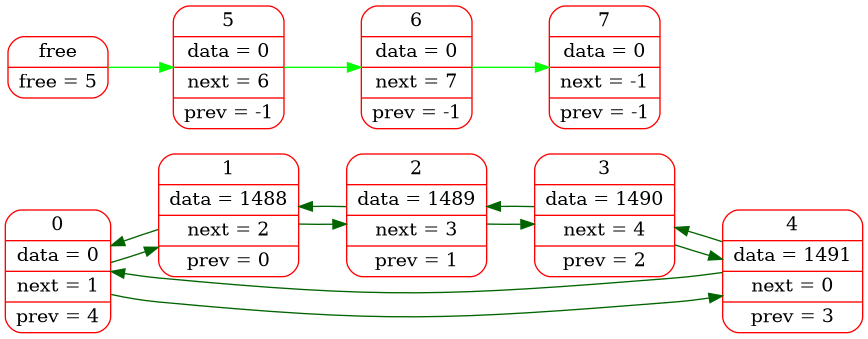 free
free = 5
5
data = 0
next = 6
prev = -1
6
data = 0
next = 7
prev = -1
7
data = 0
next = -1
prev = -1
0
data = 0
next = 1
prev = 4
1
data = 1488
next = 2
prev = 0
2
data = 1489
next = 3
prev = 1
3
data = 1490
next = 4
prev = 2
4
data = 1491
next = 0
prev = 3